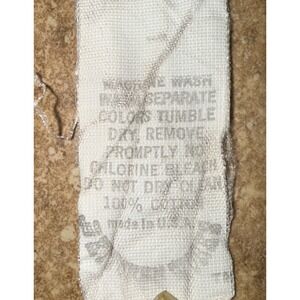 MACHINE WASH
WARM SEPARATE
COLORS TUMBLE
DRY, REMOVE
PROMPTLY NO
CHLORINE BLEACH
DO NOT DRY CLEAN
100% COTTON
made in U.S.A.